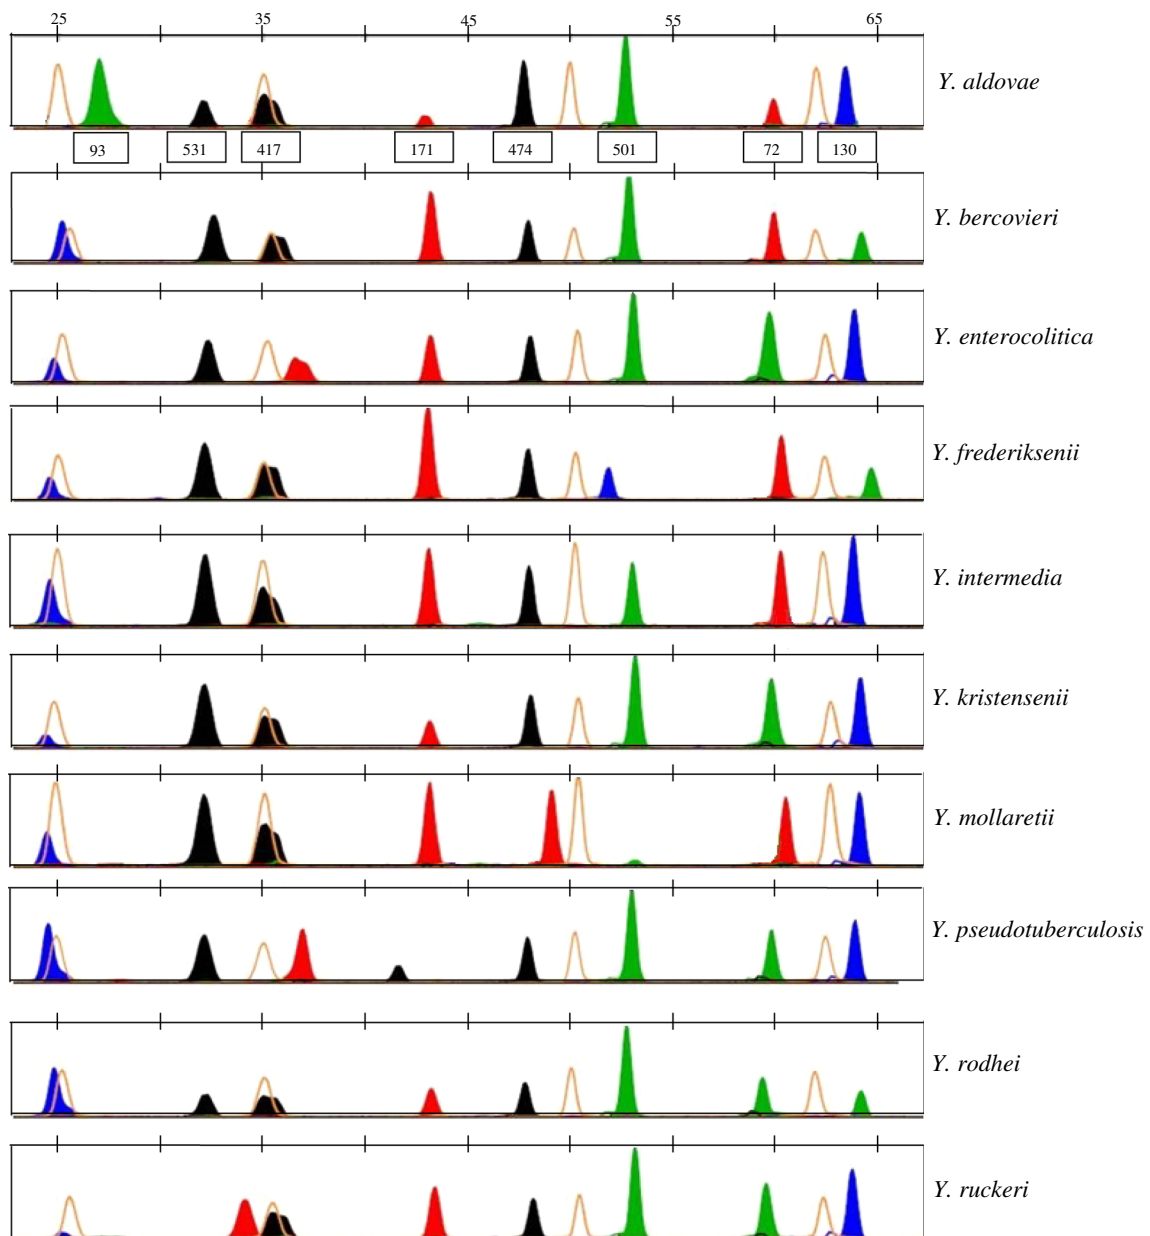 25 35 45 55 65
Y. aldovae
93 531 417 171 474 501 72 130
Y. bercovieri
Y. enterocolitica
Y. frederiksenii
Y. intermedia
Y. kristensenii
Y. mollaretii
Y. pseudotuberculosis
Y. rodhei
Y. ruckeri